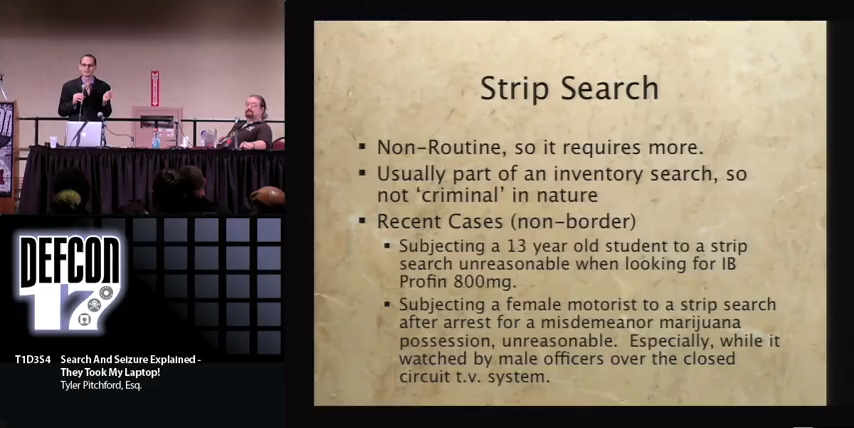 Strip Search
▪ Non-Routine, so it requires more.
▪ Usually part of an inventory search, so
not 'criminal' in nature
▪ Recent Cases (non-border)
▪ Subjecting a 13 year old student to a strip
search unreasonable when looking for IB
Profin 800mg.
▪ Subjecting a female motorist to a strip search
after arrest for a misdemeanor marijuana
possession, unreasonable. Especially, while it
watched by male officers over the closed
circuit t.v. system.
DEFCON
17
T1D3S4 Search And Seizure Explained -
They Took My Laptop!
Tyler Pitchford, Esq.